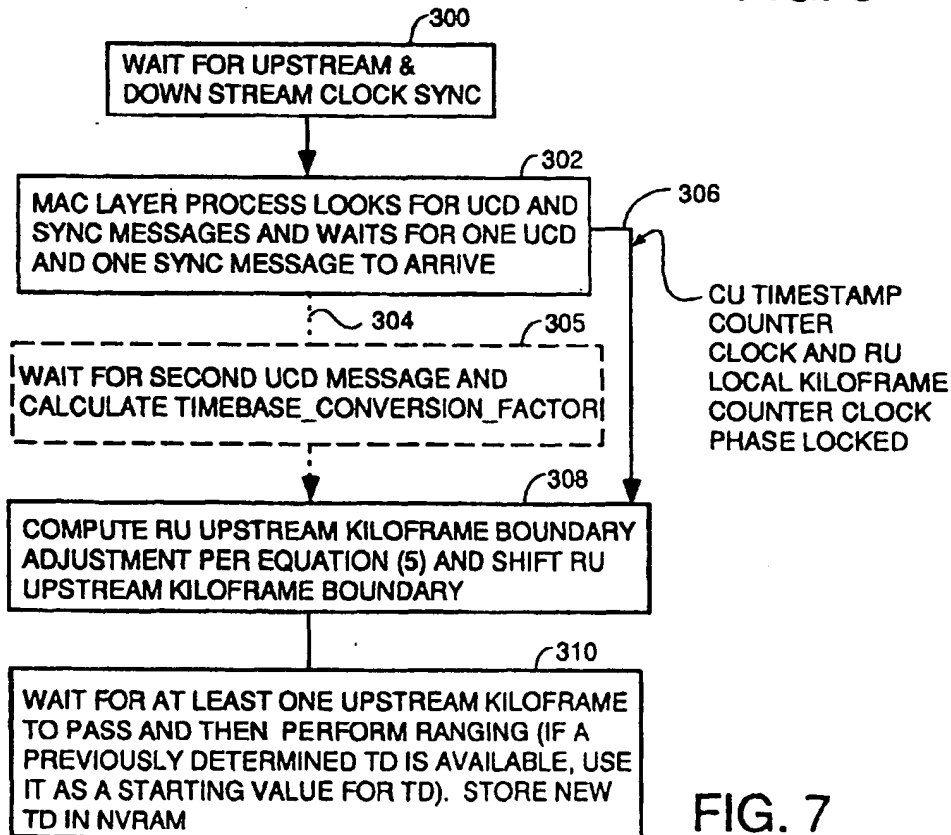 300
WAIT FOR UPSTREAM &
DOWN STREAM CLOCK SYNC
302
MAC LAYER PROCESS LOOKS FOR UCD AND
SYNC MESSAGES AND WAITS FOR ONE UCD
AND ONE SYNC MESSAGE TO ARRIVE
306
CU TIMESTAMP
COUNTER
CLOCK AND RU
LOCAL KILOFRAME
COUNTER CLOCK
PHASE LOCKED
304
305
WAIT FOR SECOND UCD MESSAGE AND
CALCULATE TIMEBASE_CONVERSION_FACTOR
308
COMPUTE RU UPSTREAM KILOFRAME BOUNDARY
ADJUSTMENT PER EQUATION (5) AND SHIFT RU
UPSTREAM KILOFRAME BOUNDARY
310
WAIT FOR AT LEAST ONE UPSTREAM KILOFRAME
TO PASS AND THEN PERFORM RANGING (IF A
PREVIOUSLY DETERMINED TD IS AVAILABLE, USE
IT AS A STARTING VALUE FOR TD). STORE NEW
TD IN NVRAM
FIG. 7